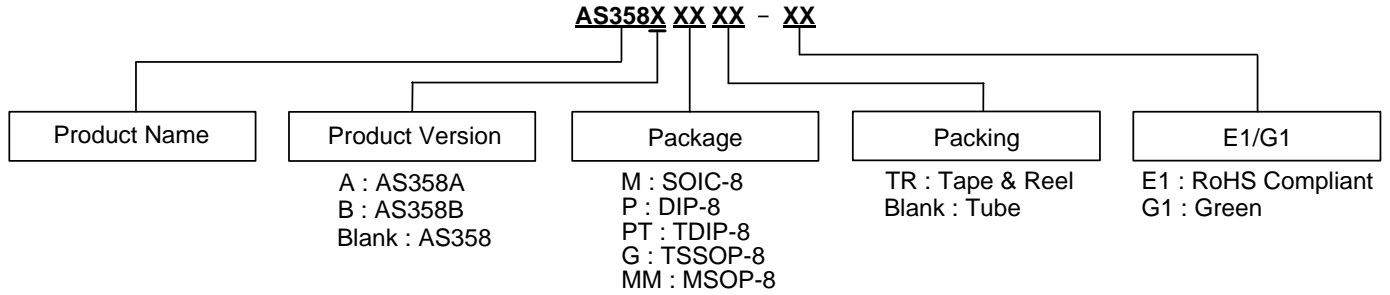 AS358X XX XX - XX
Product Name
Product Version
Package
Packing
E1/G1
A : AS358A
B : AS358B
Blank : AS358
M : SOIC-8
P : DIP-8
PT : TDIP-8
G : TSSOP-8
MM : MSOP-8
TR : Tape & Reel
Blank : Tube
E1 : RoHS Compliant
G1 : Green